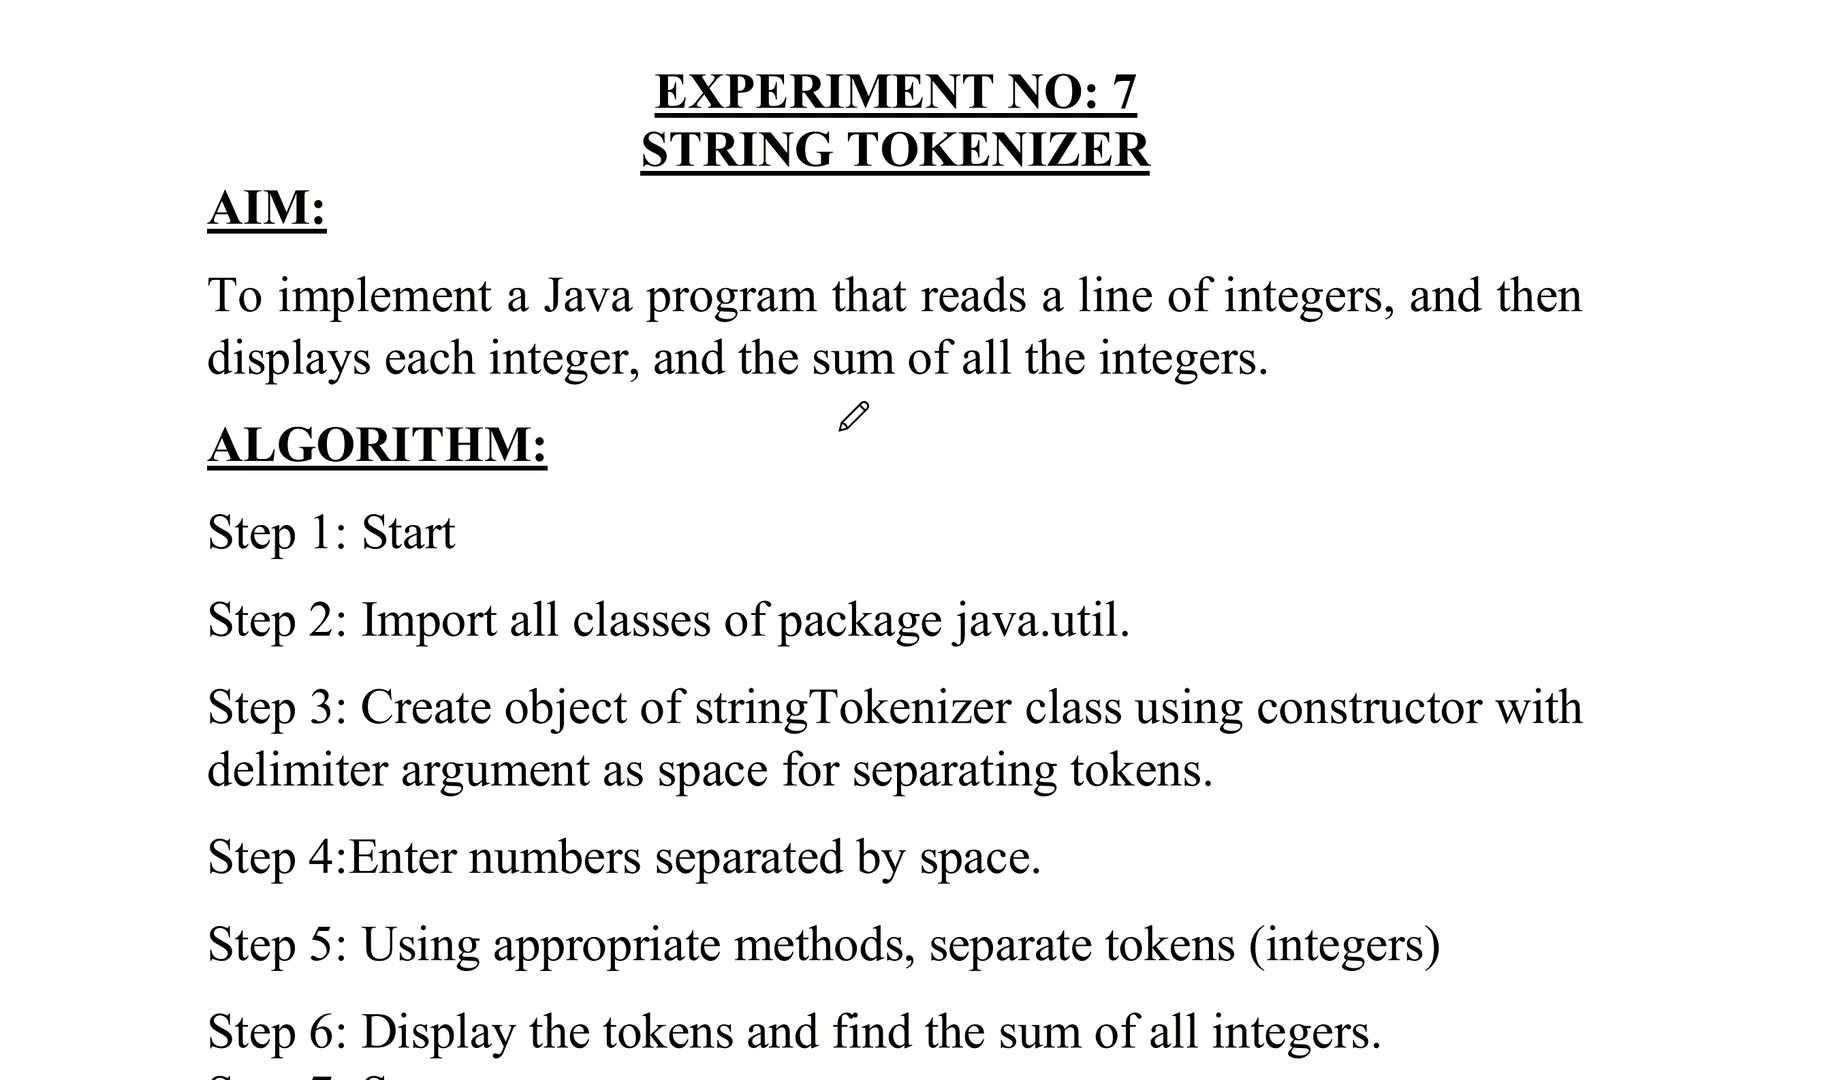 EXPERIMENT NO: 7
STRING TOKENIZER
AIM:
To implement a Java program that reads a line of integers, and then
displays each integer, and the sum of all the integers.
ALGORITHM:
Step 1: Start
Step 2: Import all classes of package java.util.
Step 3: Create object of stringTokenizer class using constructor with
delimiter argument as space for separating tokens.
Step 4:Enter numbers separated by space.
Step 5: Using appropriate methods, separate tokens (integers)
Step 6: Display the tokens and find the sum of all integers.